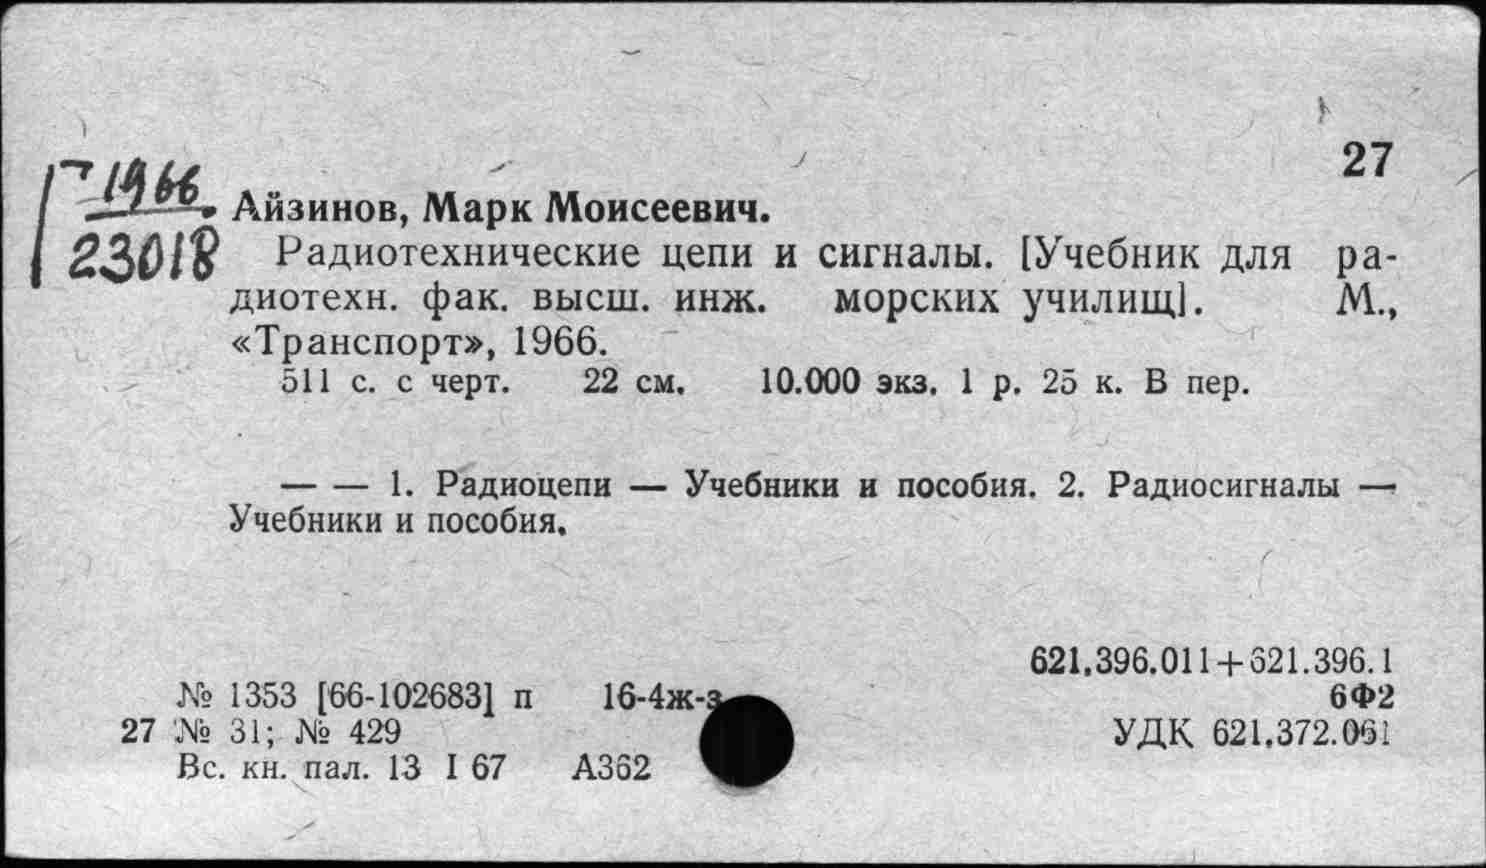 27
Г 1966
23018
Айзинов, Марк Моисеевич.
Радиотехнические цепи и сигналы. [Учебник для ра-
диотехн. фак. высш. инж. морских училищ]. М.,
«Транспорт», 1966.
511 с. с черт. 22 см. 10.000 экз. 1 р. 25 к. В пер.
— — 1. Радиоцепи — Учебники и пособия. 2. Радиосигналы —
Учебники и пособия.
621.396.011+621.396.1
№ 1353 [66-102683] п 16-4ж-з 6Ф2
27 № 31; № 429 УДК 621.372.061
Вс. кн. пал. 13 I 67 А362